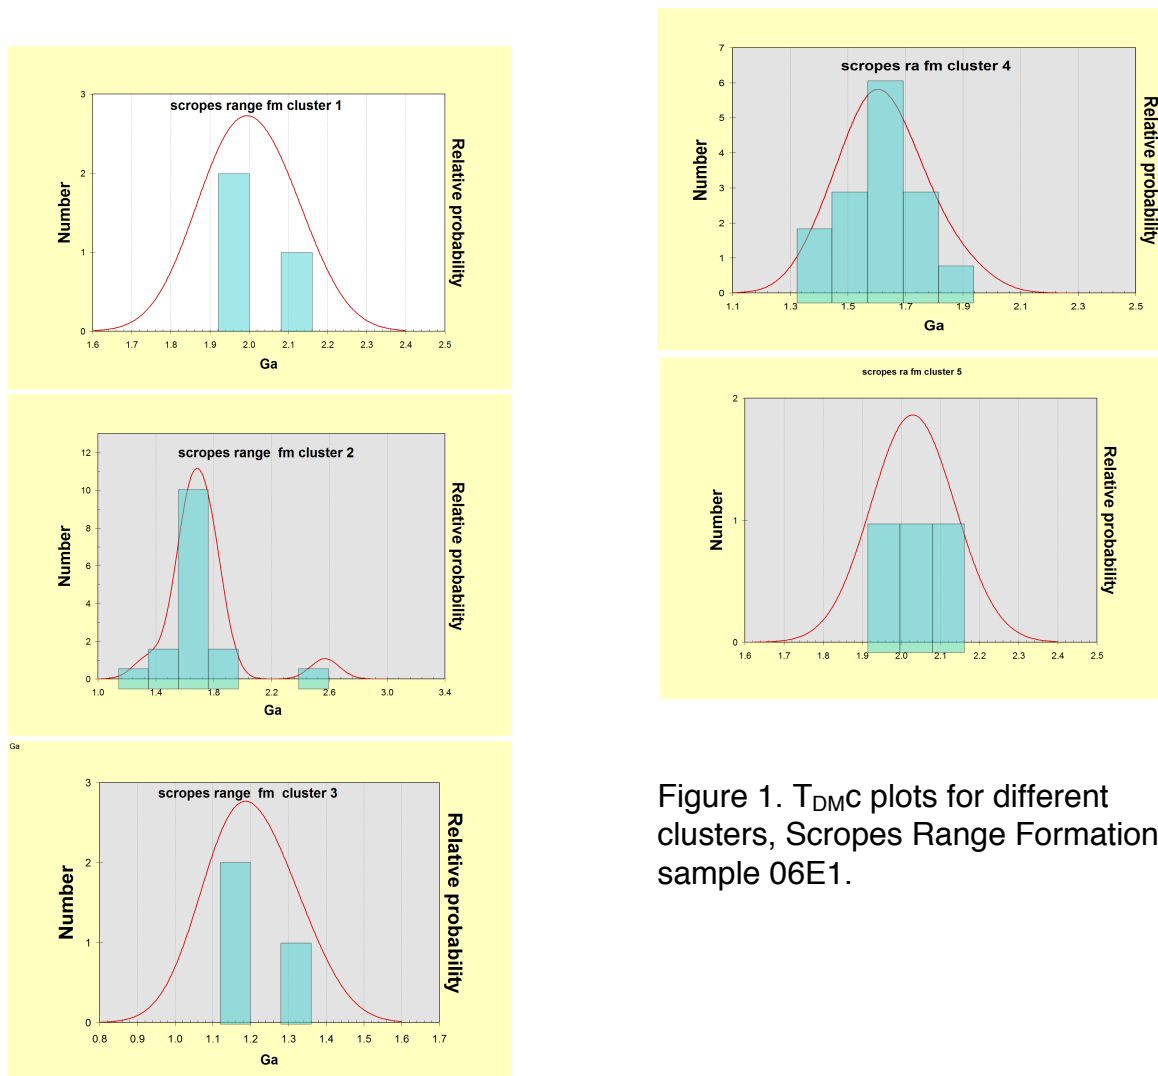 scropes range fm cluster 1
Number
Relative probability
3
2
1
0
1.6 1.7 1.8 1.9 2.0 2.1 2.2 2.3 2.4 2.5
Ga
scropes range fm cluster 2
Number
Relative probability
12
10
8
6
4
2
0
1.0 1.4 1.8 2.2 2.6 3.0 3.4
Ga
Ga
scropes range fm cluster 3
Number
Relative probability
3
2
1
0
0.8 0.9 1.0 1.1 1.2 1.3 1.4 1.5 1.6 1.7
Ga
scropes ra fm cluster 4
Number
Relative probability
7
6
5
4
3
2
1
0
1.1 1.3 1.5 1.7 1.9 2.1 2.3 2.5
Ga
scropes ra fm cluster 5
Number
Relative probability
2
1
0
1.6 1.7 1.8 1.9 2.0 2.1 2.2 2.3 2.4 2.5
Figure 1. TDMc plots for different
clusters, Scropes Range Formation
sample 06E1.